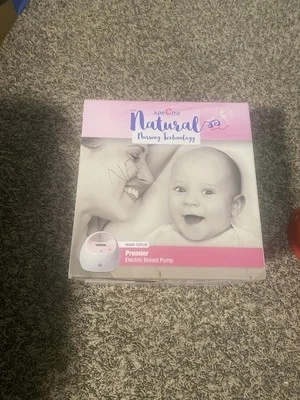 Spectra
Natural
Nursing Technology
Premier
Electric Breast Pump